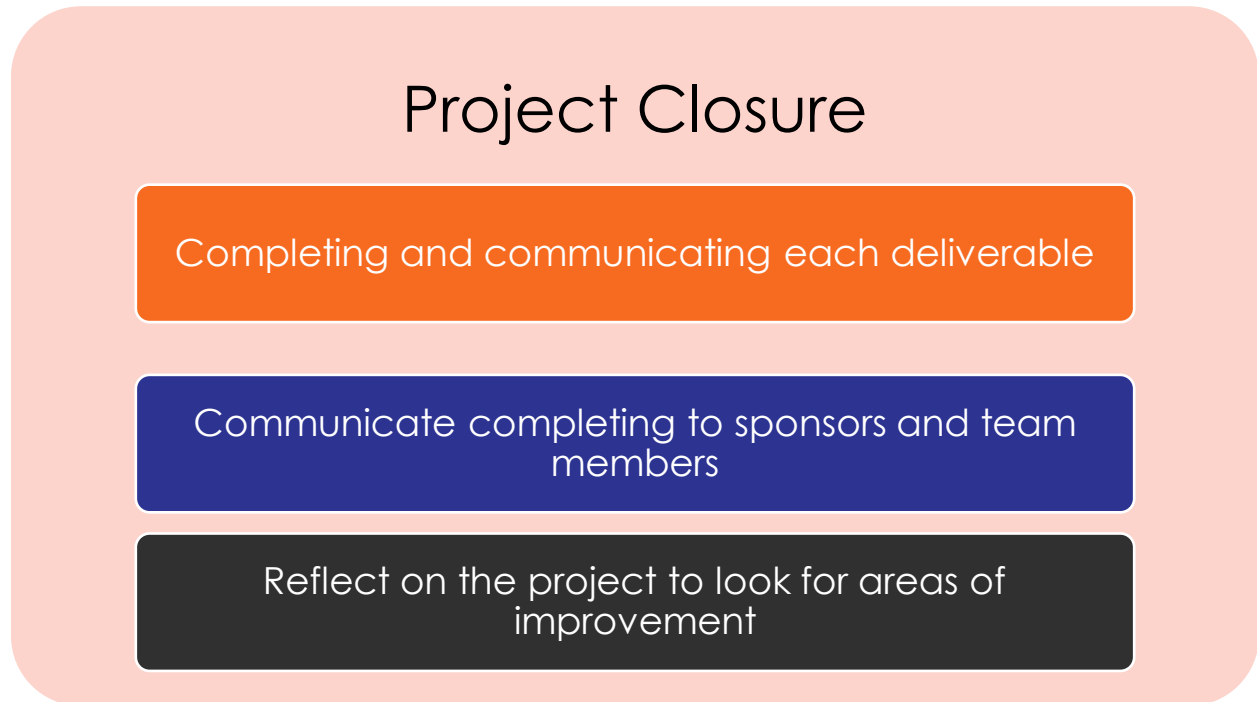 Project Closure
Completing and communicating each deliverable
Communicate completing to sponsors and team
members
Reflect on the project to look for areas of
improvement